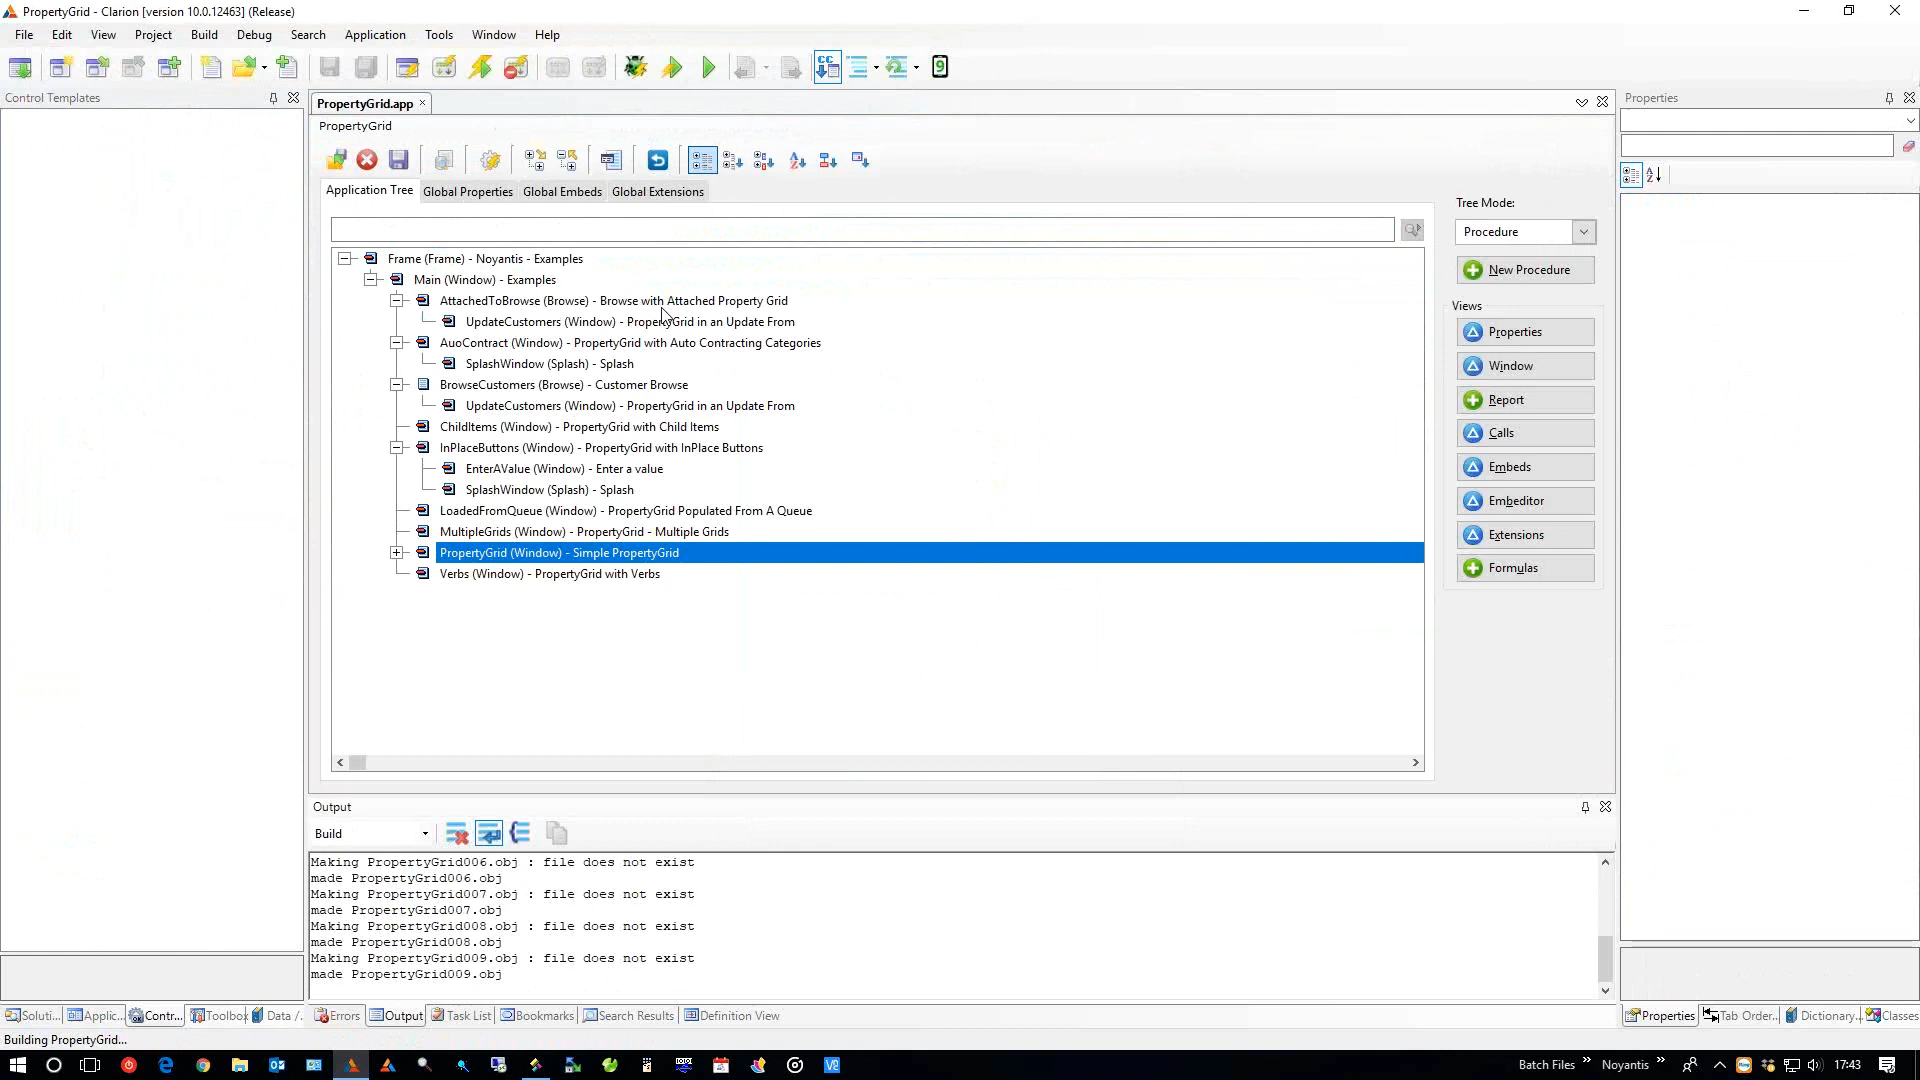 PropertyGrid - Clarion [version 10.0.12463] (Release)
File Edit View Project Build Debug Search Application Tools Window Help
CC
9
Control Templates
PropertyGrid.app
Properties
PropertyGrid
Application Tree Global Properties Global Embeds Global Extensions
Tree Mode:
Procedure
New Procedure
Views
Properties
Window
Report
Calls
Embeds
Embeditor
Extensions
Formulas
Frame (Frame) - Noyantis - Examples
Main (Window) - Examples
AttachedToBrowse (Browse) - Browse with Attached Property Grid
UpdateCustomers (Window) - PropertyGrid in an Update From
AuoContract (Window) - PropertyGrid with Auto Contracting Categories
SplashWindow (Splash) - Splash
BrowseCustomers (Browse) - Customer Browse
UpdateCustomers (Window) - PropertyGrid in an Update From
ChildItems (Window) - PropertyGrid with Child Items
InPlaceButtons (Window) - PropertyGrid with InPlace Buttons
EnterAValue (Window) - Enter a value
SplashWindow (Splash) - Splash
LoadedFromQueue (Window) - PropertyGrid Populated From A Queue
MultipleGrids (Window) - PropertyGrid - Multiple Grids
PropertyGrid (Window) - Simple PropertyGrid
Verbs (Window) - PropertyGrid with Verbs
Output
Build
Making PropertyGrid006.obj : file does not exist
made PropertyGrid006.obj
Making PropertyGrid007.obj : file does not exist
made PropertyGrid007.obj
Making PropertyGrid008.obj : file does not exist
made PropertyGrid008.obj
Making PropertyGrid009.obj : file does not exist
made PropertyGrid009.obj
Soluti... Applic... Contr... Toolbox Data /... Errors Output Task List Bookmarks Search Results Definition View Properties Tab Order... Dictionary... Classes
Building PropertyGrid...
Batch Files Noyantis 17:43